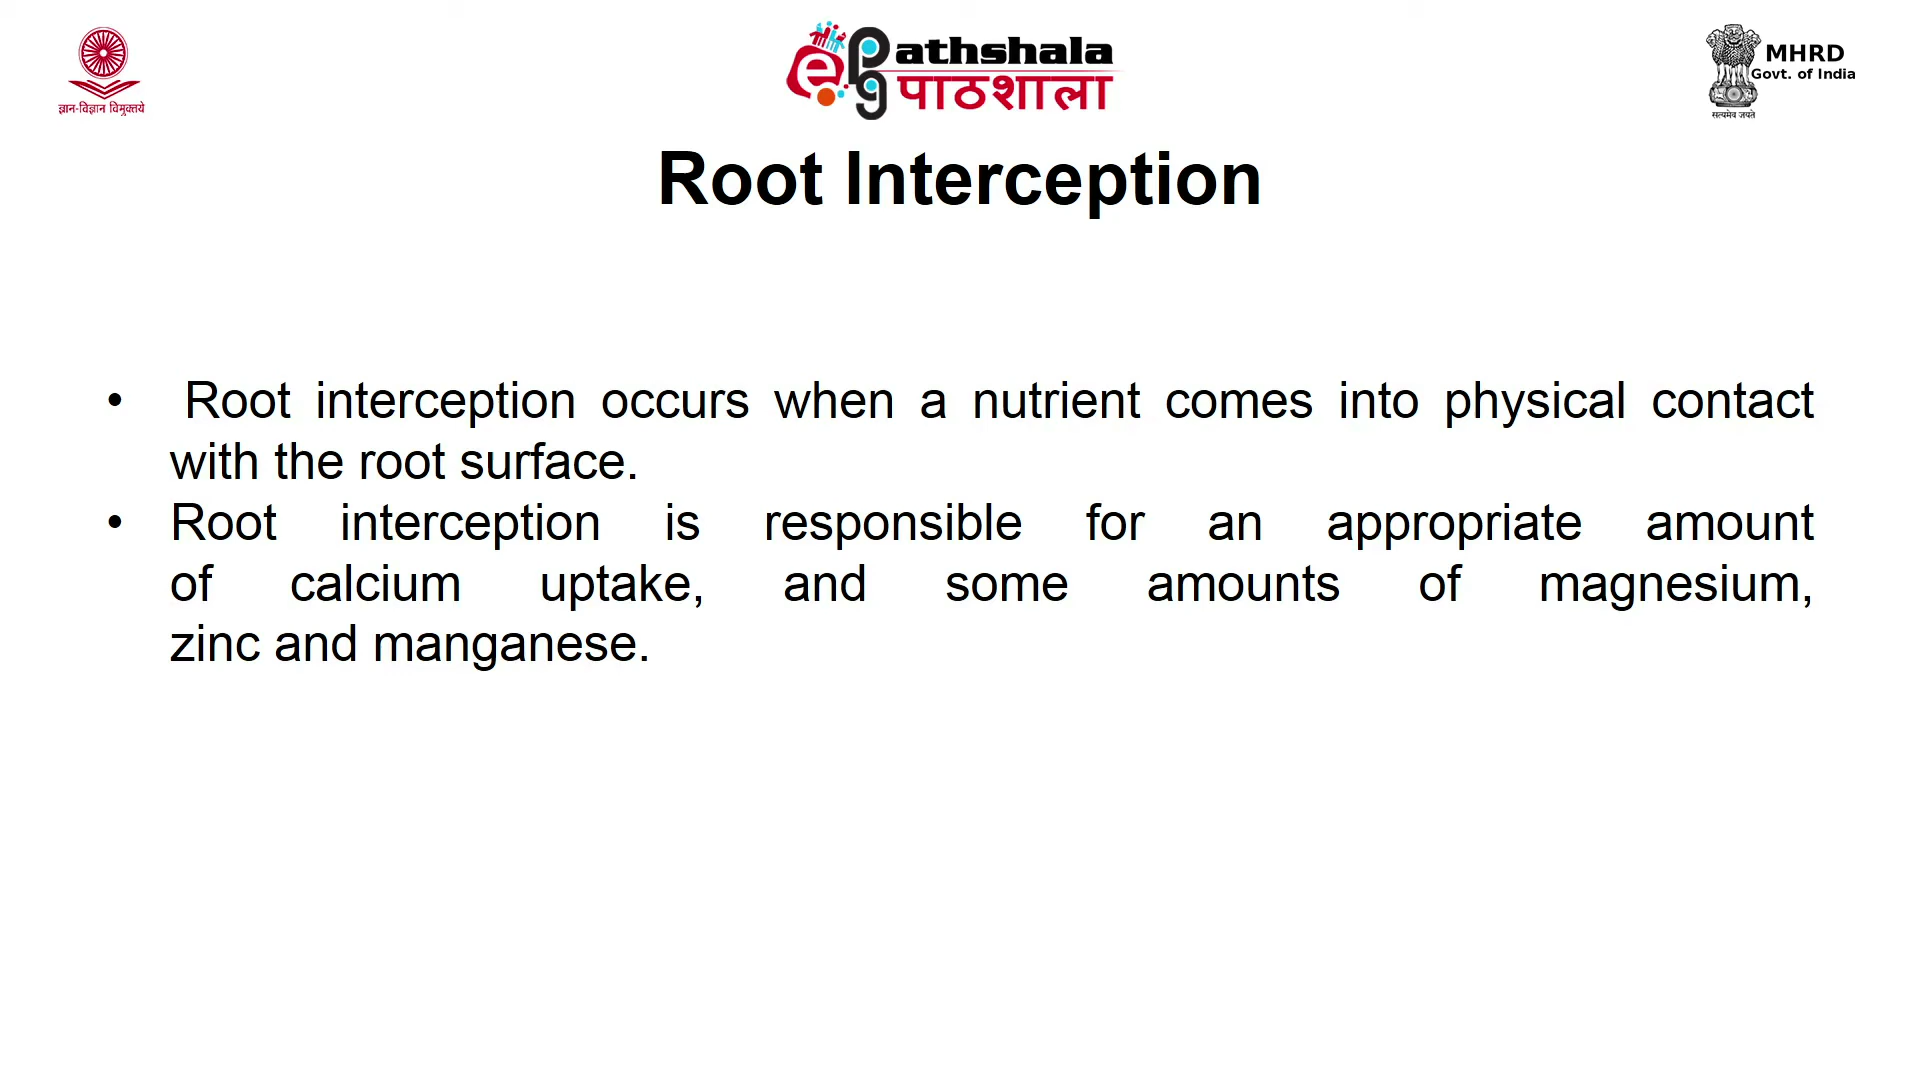 ज्ञान-विज्ञान विमुक्तये
e Pg athshala
पाठशाला
MHRD
Govt. of India
सत्यमेव जयते
Root Interception
• Root interception occurs when a nutrient comes into physical contact
with the root surface.
• Root interception is responsible for an appropriate amount
of calcium uptake, and some amounts of magnesium,
zinc and manganese.